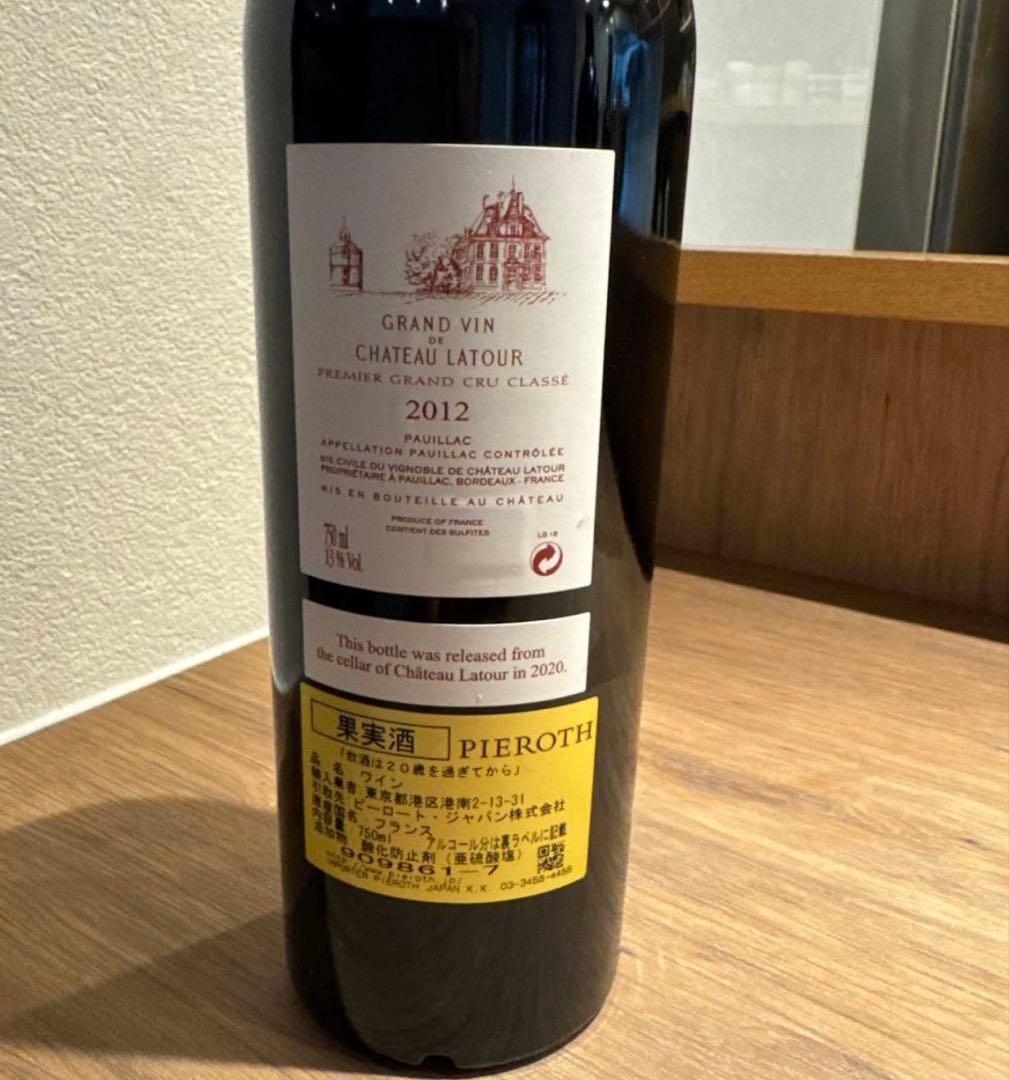 GRAND VIN
DE
CHATEAU LATOUR
PREMIER GRAND CRU CLASSÉ
2012
PAUILLAC
APPELLATION PAUILLAC CONTRÔLÉE
STE CIVILE DU VIGNOBLE DE CHÂTEAU LATOUR
PROPRIÉTAIRE À PAUILLAC, BORDEAUX - FRANCE
MIS EN BOUTEILLE AU CHÂTEAU
PRODUCE OF FRANCE
CONTIENT DES SULFITES
750 ml
13 % Vol.
This bottle was released from
the cellar of Château Latour in 2020.
果実酒 PIEROTH
「飲酒は20歳を過ぎてから」
品 名 ワイン
輸入業者 東京都港区港南2-13-31
引取先 ピーロート・ジャパン株式会社
原産国名 フランス
内容量 750ml アルコール分は裏ラベルに記載
添加物 酸化防止剤(亜硫酸塩)
909861-7
http://www.pieroth.jp/
IMPORTER PIEROTH JAPAN K.K. 03-3455-4455